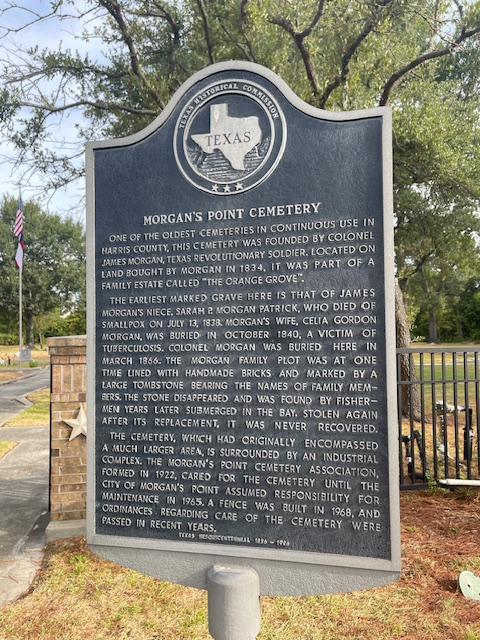 TEXAS HISTORICAL COMMISSION
TEXAS
MORGAN'S POINT CEMETERY
ONE OF THE OLDEST CEMETERIES IN CONTINUOUS USE IN
HARRIS COUNTY, THIS CEMETERY WAS FOUNDED BY COLONEL
JAMES MORGAN, TEXAS REVOLUTIONARY SOLDIER. LOCATED ON
LAND BOUGHT BY MORGAN IN 1834, IT WAS PART OF A
FAMILY ESTATE CALLED "THE ORANGE GROVE".
THE EARLIEST MARKED GRAVE HERE IS THAT OF JAMES
MORGAN'S NIECE, SARAH P. MORGAN PATRICK, WHO DIED OF
SMALLPOX ON JULY 13, 1838. MORGAN'S WIFE, CELIA GORDON
MORGAN, WAS BURIED IN OCTOBER 1840, A VICTIM OF
TUBERCULOSIS. COLONEL MORGAN WAS BURIED HERE IN
MARCH 1866. THE MORGAN FAMILY PLOT WAS AT ONE
TIME LINED WITH HANDMADE BRICKS AND MARKED BY A
LARGE TOMBSTONE BEARING THE NAMES OF FAMILY MEM-
BERS. THE STONE DISAPPEARED AND WAS FOUND BY FISHER-
MEN YEARS LATER SUBMERGED IN THE BAY. STOLEN AGAIN
AFTER ITS REPLACEMENT, IT WAS NEVER RECOVERED.
THE CEMETERY, WHICH HAD ORIGINALLY ENCOMPASSED
A MUCH LARGER AREA, IS SURROUNDED BY AN INDUSTRIAL
COMPLEX. THE MORGAN'S POINT CEMETERY ASSOCIATION,
FORMED IN 1922, CARED FOR THE CEMETERY UNTIL THE
CITY OF MORGAN'S POINT ASSUMED RESPONSIBILITY FOR
MAINTENANCE IN 1965. A FENCE WAS BUILT IN 1968, AND
ORDINANCES REGARDING CARE OF THE CEMETERY WERE
PASSED IN RECENT YEARS.
TEXAS SESQUICENTENNIAL 1836 - 1986